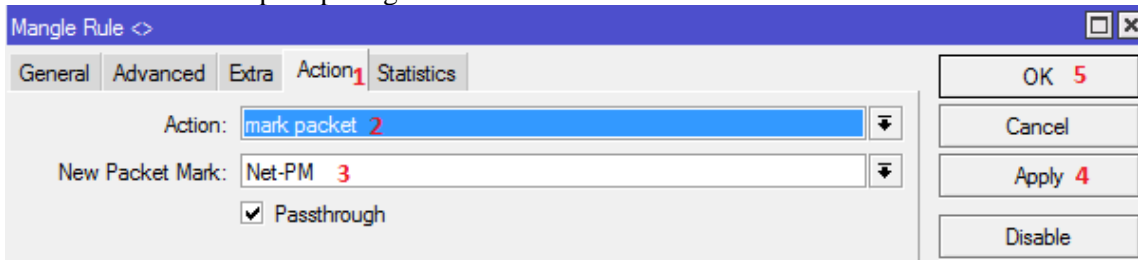 Mangle Rule <>
General Advanced Extra Action 1 Statistics
Action: mark packet 2
New Packet Mark: Net-PM 3
Passthrough
OK 5
Cancel
Apply 4
Disable